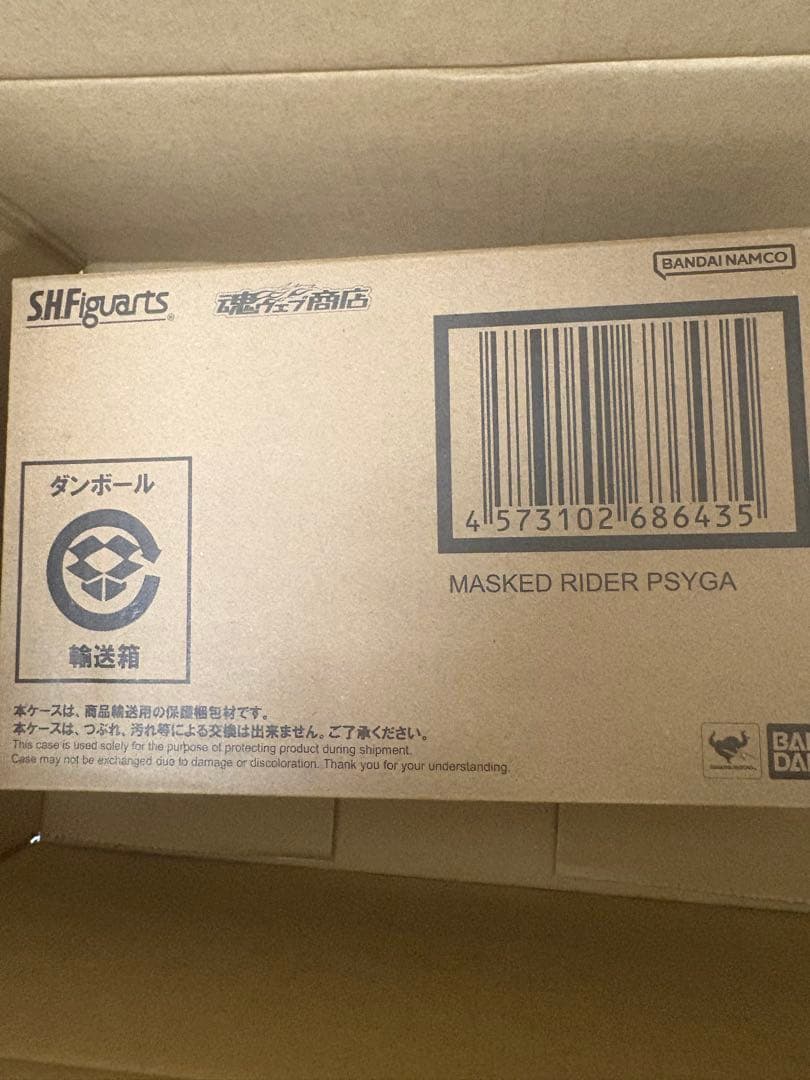 S.H.Figuarts®
魂ウェブ商店
BANDAI NAMCO
4 573102 686435
MASKED RIDER PSYGA
ダンボール
輸送箱
本ケースは、商品輸送用の保護梱包材です。
本ケースは、つぶれ、汚れ等による交換は出来ません。ご了承ください。
This case is used solely for the purpose of protecting product during shipment.
Case may not be exchanged due to damage or discoloration. Thank you for your understanding.
BAN
DAI